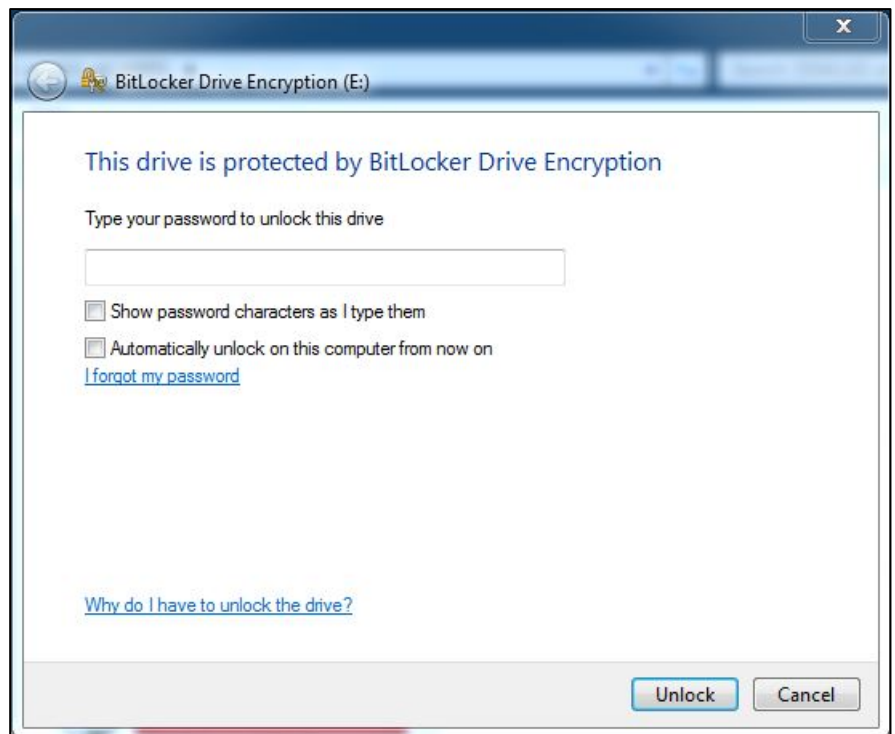 X
BitLocker Drive Encryption (E:)
This drive is protected by BitLocker Drive Encryption
Type your password to unlock this drive
Show password characters as I type them
Automatically unlock on this computer from now on
I forgot my password
Why do I have to unlock the drive?
Unlock Cancel